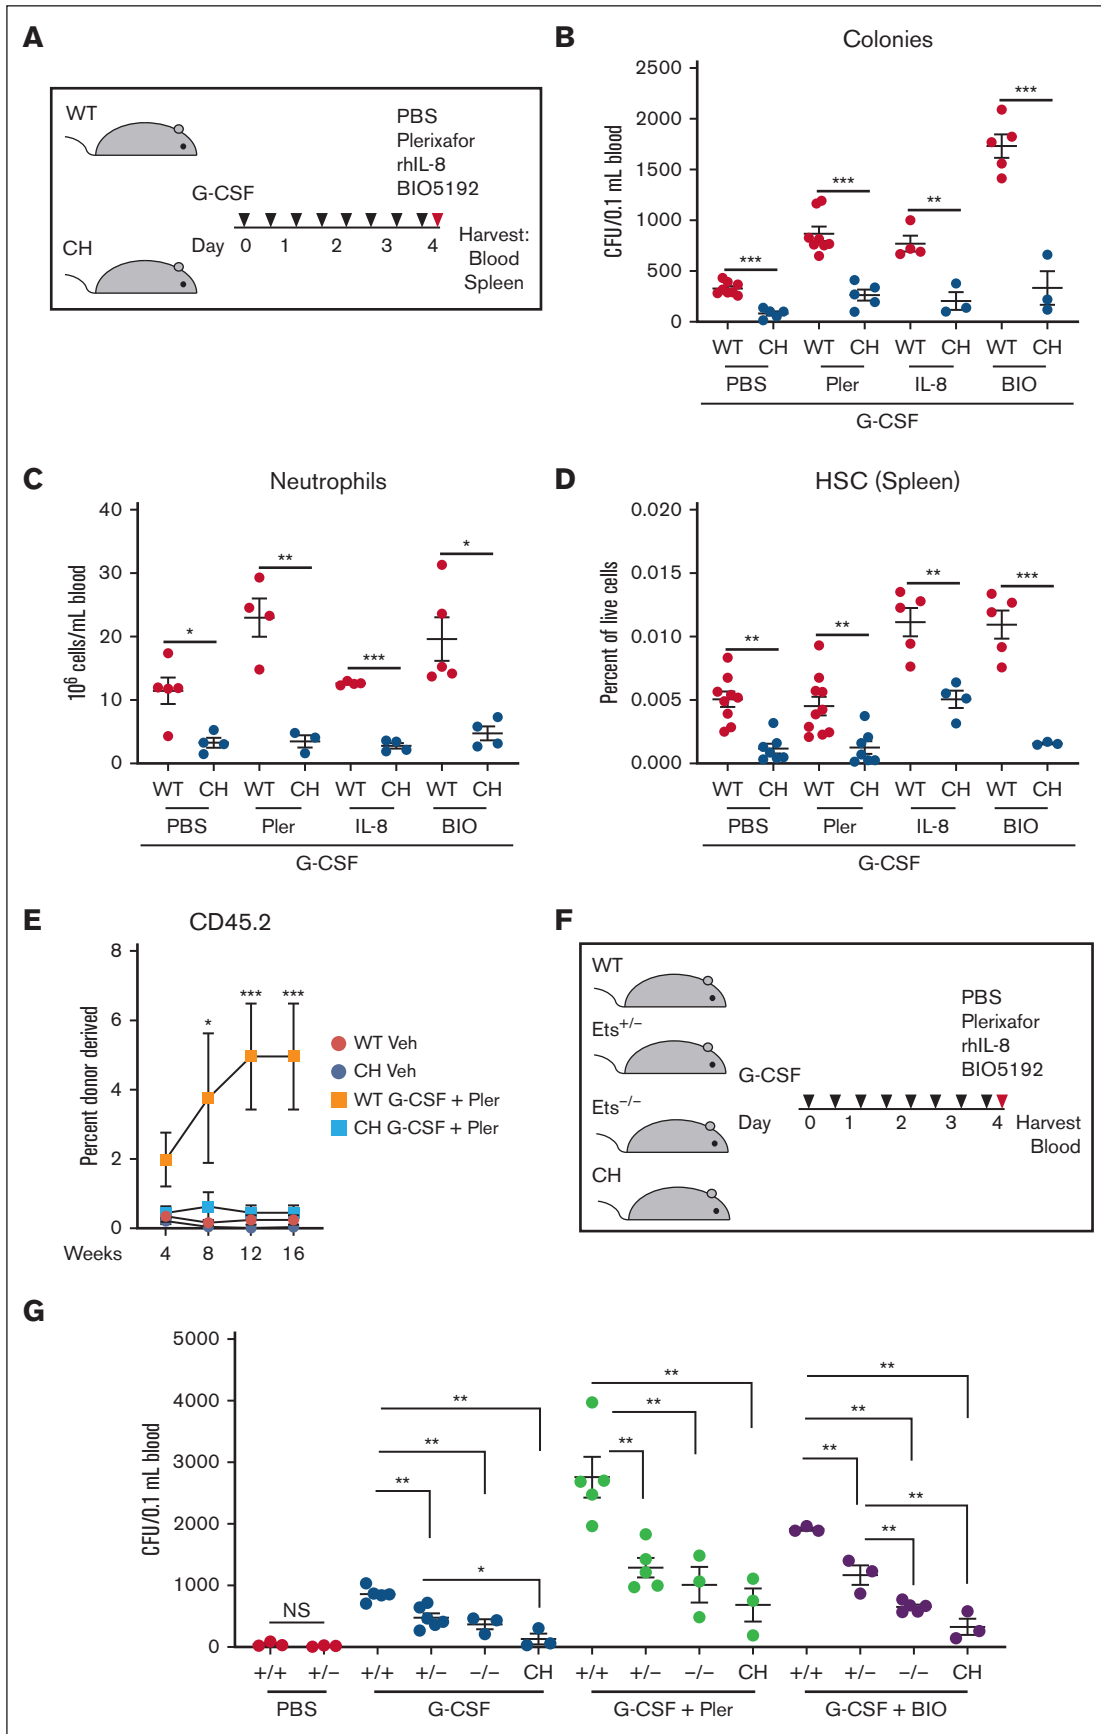 A
WT
CH
G-CSF
Day
0 1 2 3 4
PBS
Plerixafor
rhIL-8
BIO5192
Harvest:
Blood
Spleen
B
Colonies
CFU/0.1 mL blood
2500
2000
1500
1000
500
0
*** *** ** ***
WT CH WT CH WT CH WT CH
PBS Pler IL-8 BIO
G-CSF
C
Neutrophils
10⁶ cells/mL blood
40
30
20
10
0
* ** *** *
WT CH WT CH WT CH WT CH
PBS Pler IL-8 BIO
G-CSF
D
HSC (Spleen)
Percent of live cells
0.020
0.015
0.010
0.005
0.000
** ** ** ***
WT CH WT CH WT CH WT CH
PBS Pler IL-8 BIO
G-CSF
E
CD45.2
Percent donor derived
8
6
4
2
0
* *** ***
Weeks 4 8 12 16
WT Veh
CH Veh
WT G-CSF + Pler
CH G-CSF + Pler
F
WT
Ets+/−
Ets−/−
CH
G-CSF
Day
0 1 2 3 4
PBS
Plerixafor
rhIL-8
BIO5192
Harvest
Blood
G
CFU/0.1 mL blood
5000
4000
3000
2000
1000
0
NS
** ** ** *
** ** **
** ** ** ** **
+/+ +/− +/+ +/− −/− CH +/+ +/− −/− CH +/+ +/− −/− CH
PBS G-CSF G-CSF + Pler G-CSF + BIO